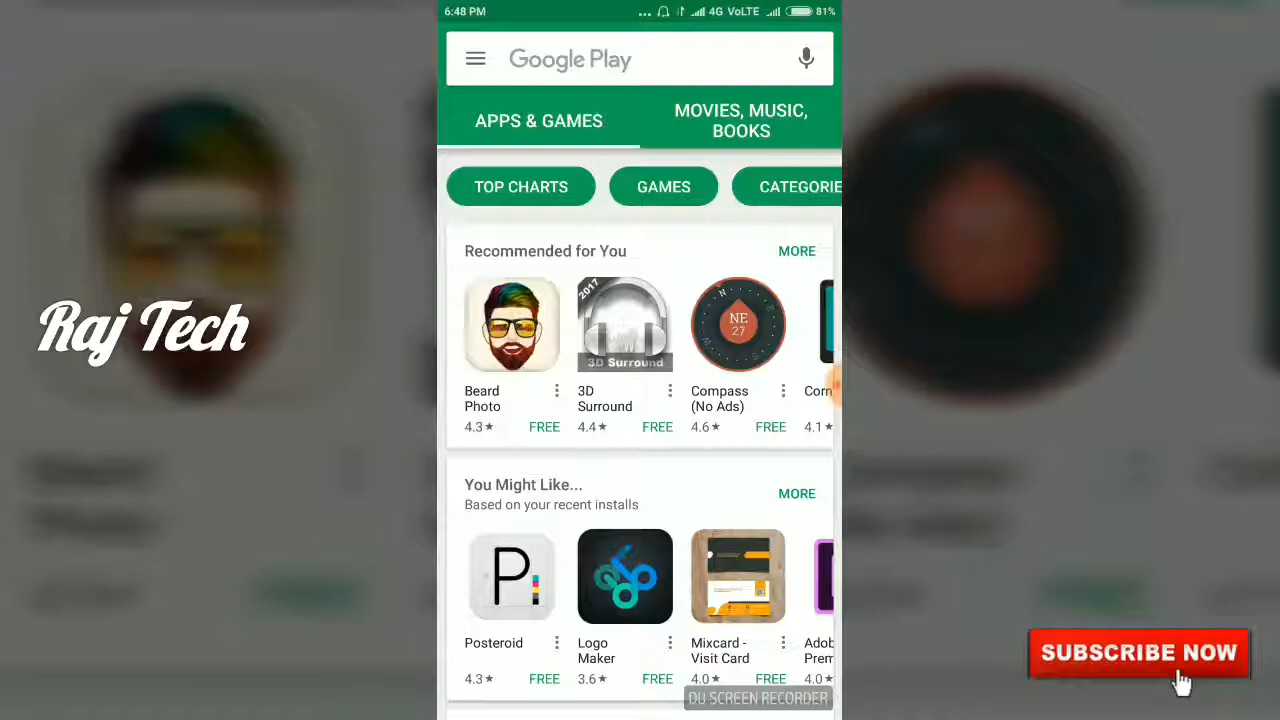 6:48 PM ... 4G VoLTE 81%
Google Play
APPS & GAMES
MOVIES, MUSIC,
BOOKS
TOP CHARTS GAMES CATEGORIE
Recommended for You MORE
2017
3D Surround
N
NE
27
Beard
Photo
4.3★ FREE
3D
Surround
4.4★ FREE
Compass
(No Ads)
4.6★ FREE
4.1★
Raj Tech
You Might Like...
Based on your recent installs
MORE
Posteroid
4.3★ FREE
Logo
Maker
3.6★ FREE
Mixcard -
Visit Card
4.0★ FREE
Adob
Prem
4.0★
DU SCREEN RECORDER
SUBSCRIBE NOW